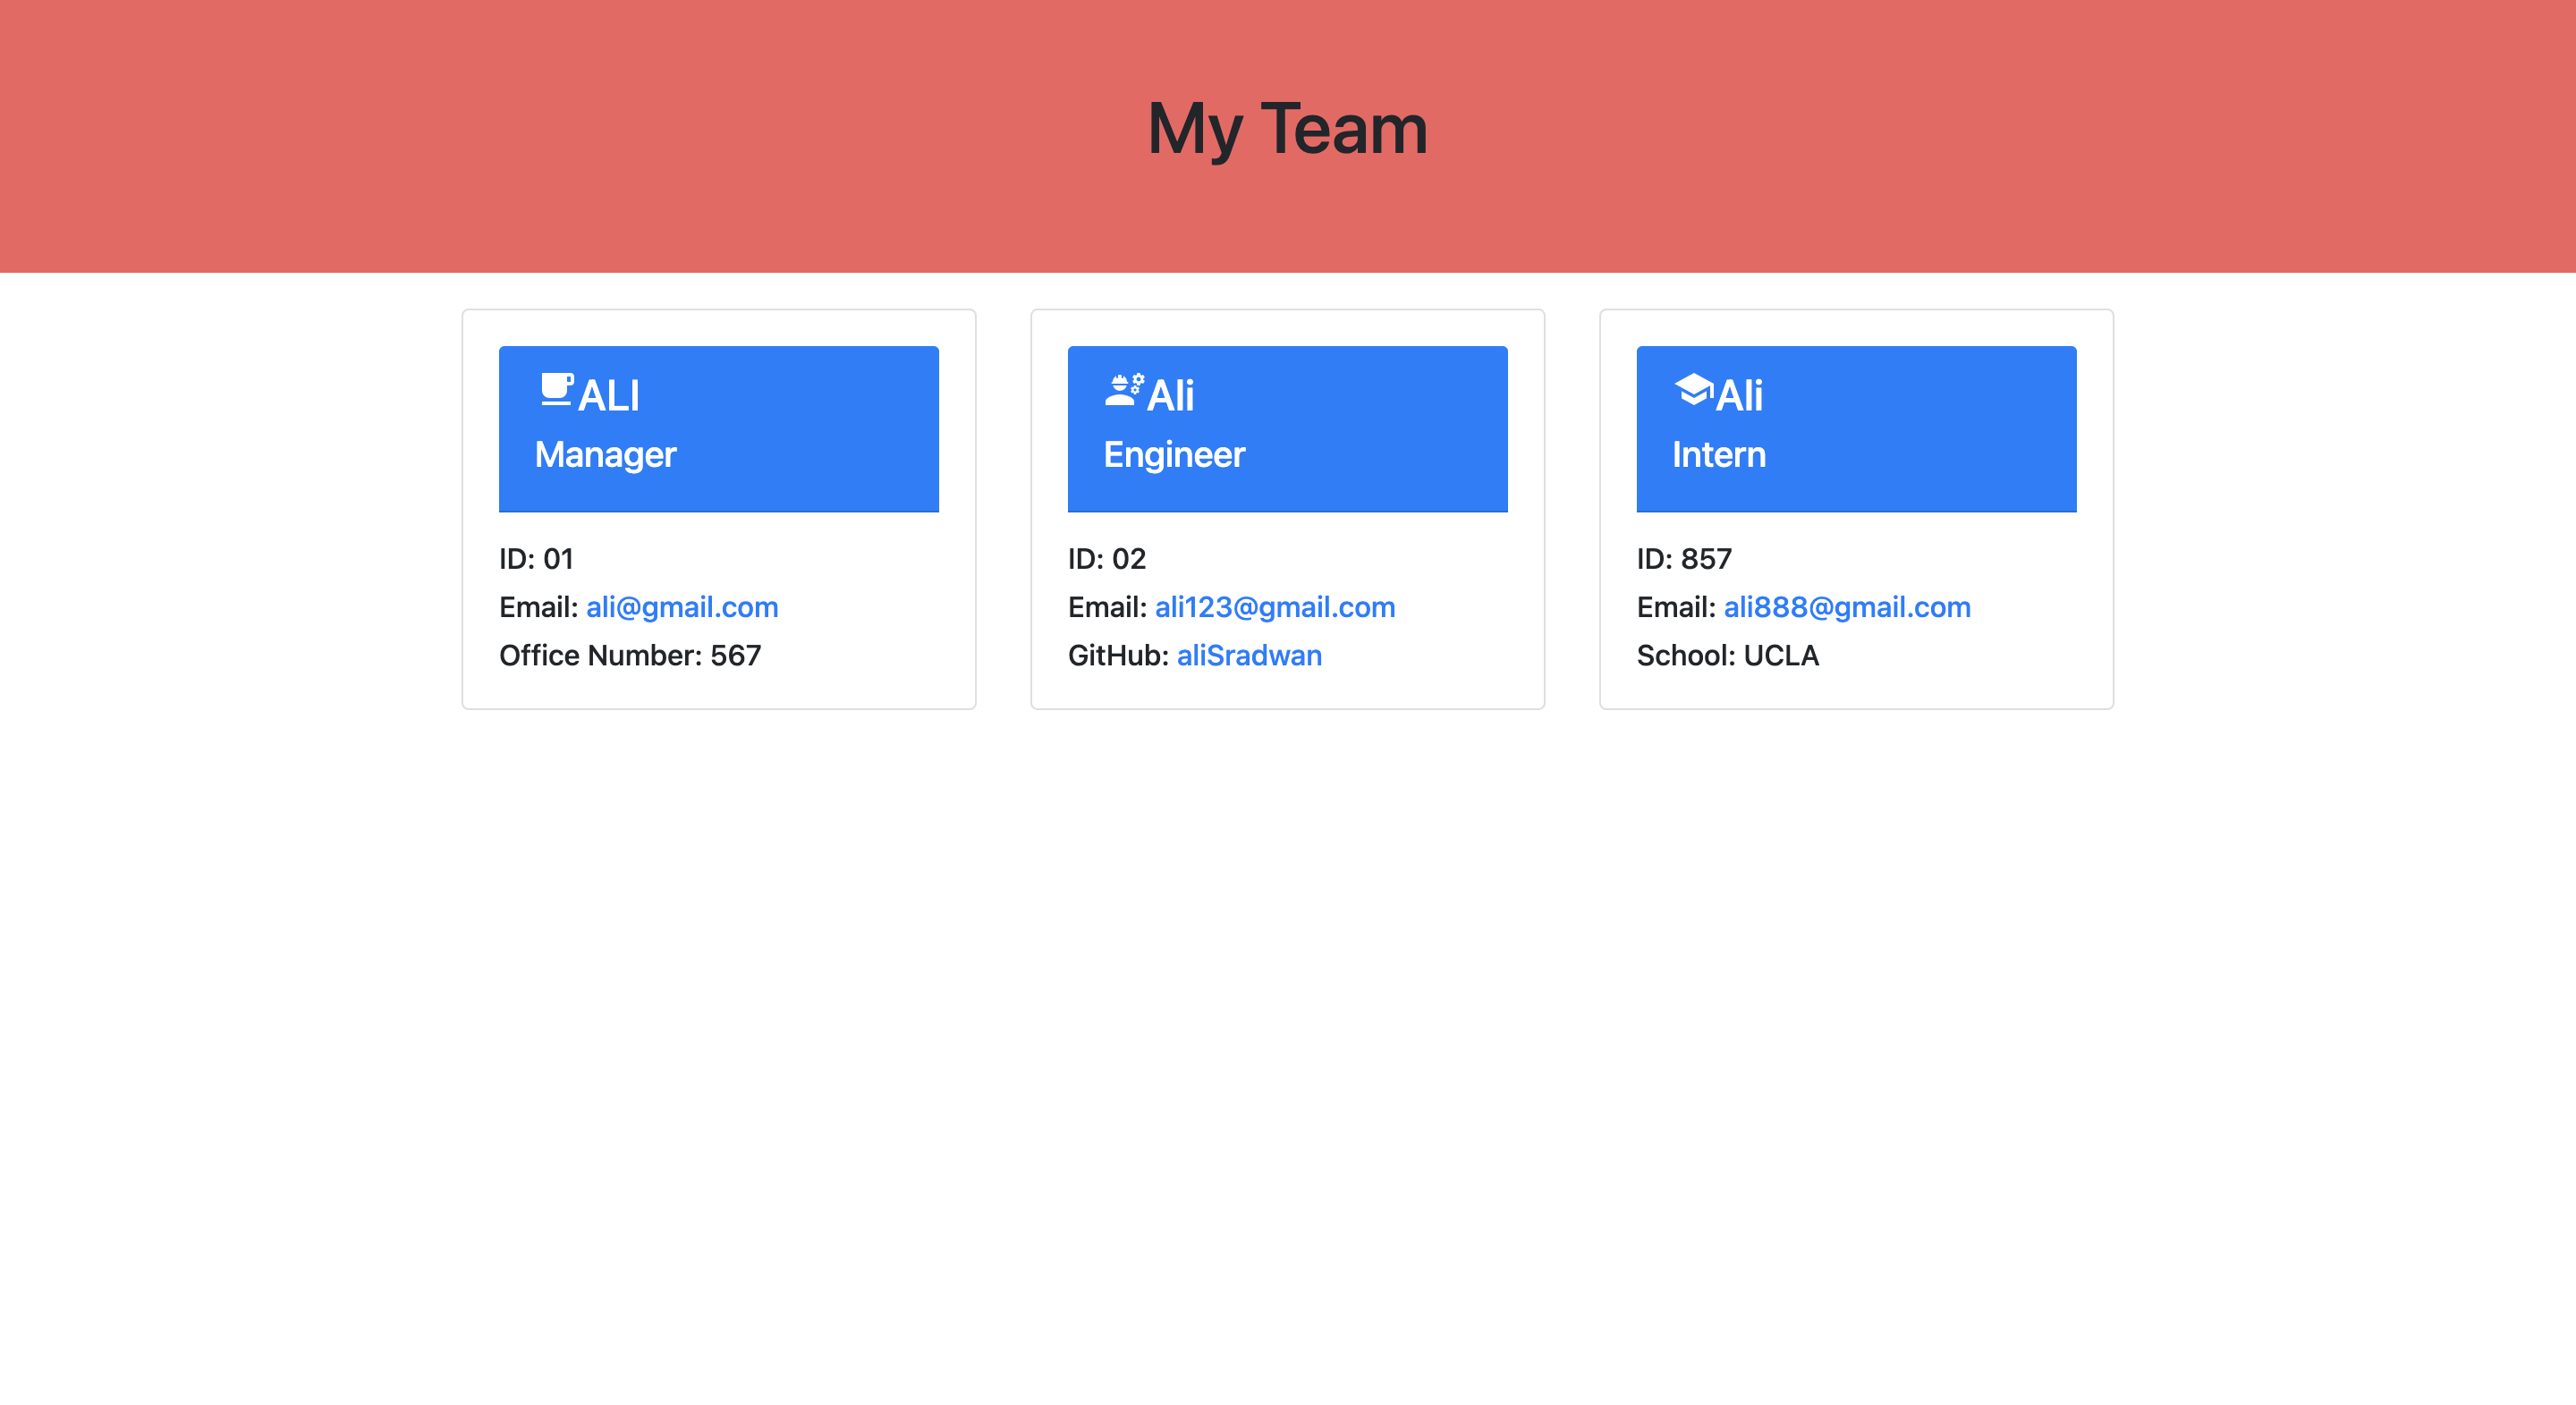 My Team
ALI
Manager
ID: 01
Email: ali@gmail.com
Office Number: 567
Ali
Engineer
ID: 02
Email: ali123@gmail.com
GitHub: aliSradwan
Ali
Intern
ID: 857
Email: ali888@gmail.com
School: UCLA